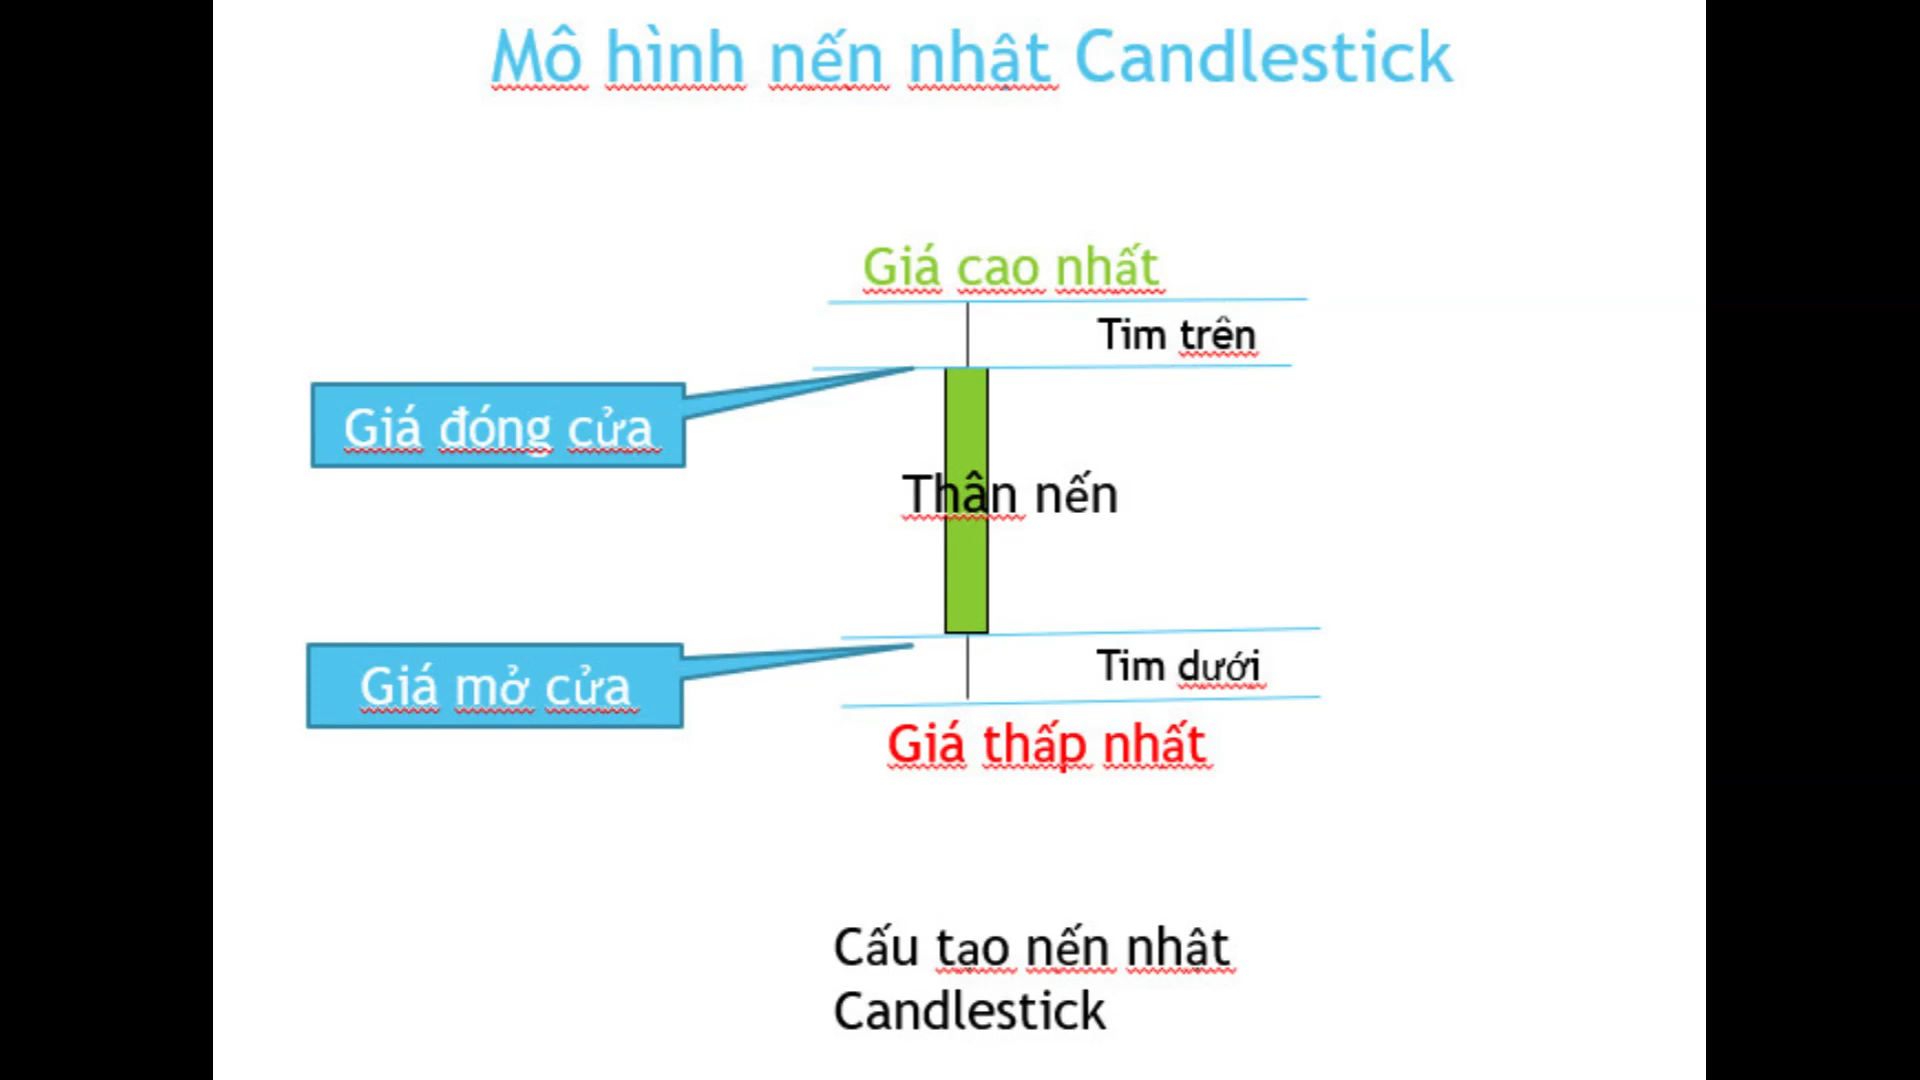 Mô hình nến nhật Candlestick
Giá cao nhất
Tim trên
Giá đóng cửa
Thân nến
Giá mở cửa
Tim dưới
Giá thấp nhất
Cấu tạo nến nhật
Candlestick